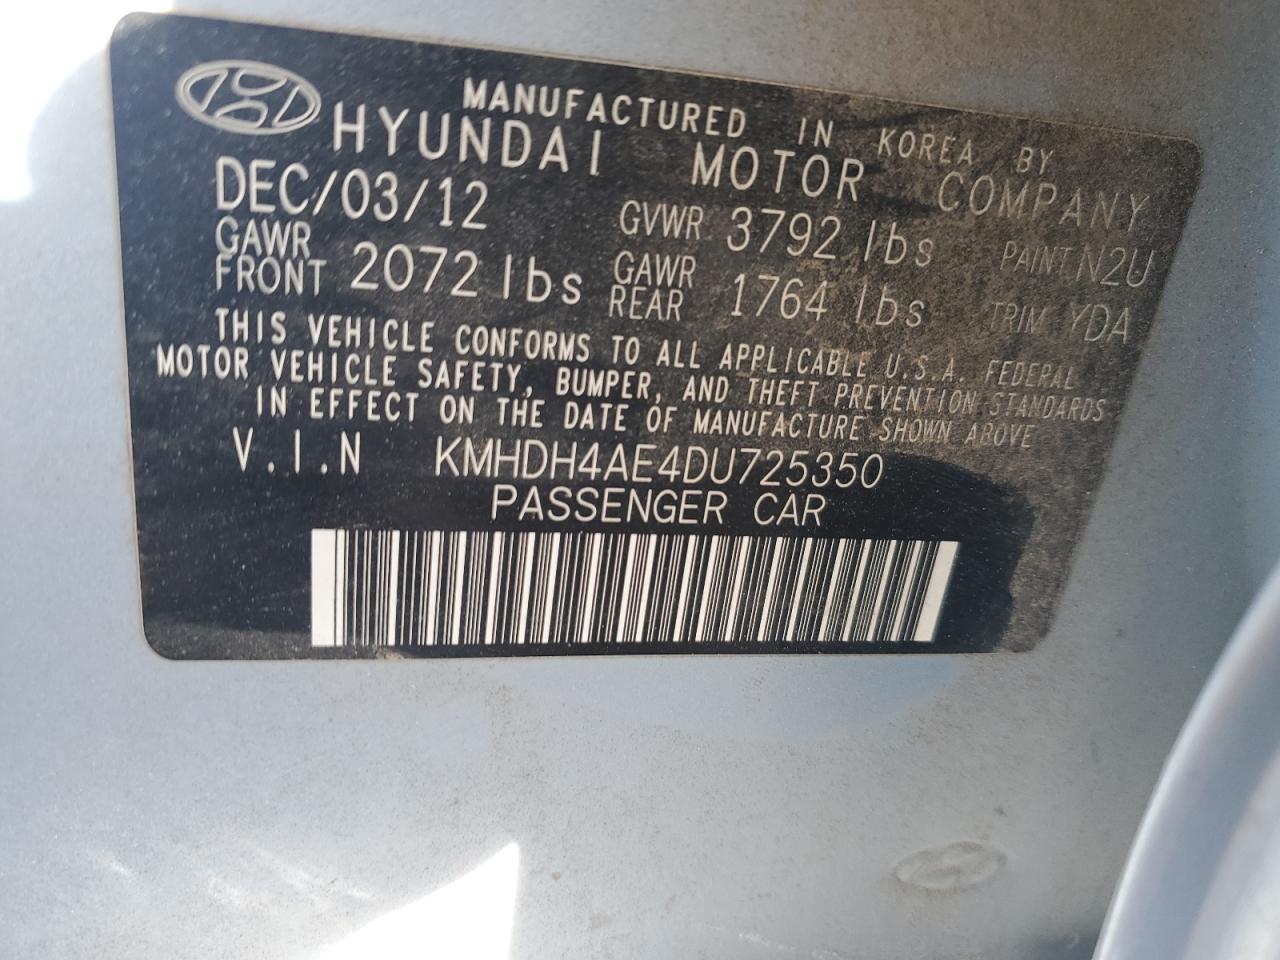 MANUFACTURED IN KOREA BY
HYUNDAI MOTOR COMPANY
DEC/03/12 GVWR 3792 lbs PAINT N2U
GAWR FRONT 2072 lbs GAWR REAR 1764 lbs TRIM YDA
THIS VEHICLE CONFORMS TO ALL APPLICABLE U.S.A. FEDERAL
MOTOR VEHICLE SAFETY, BUMPER, AND THEFT PREVENTION STANDARDS
IN EFFECT ON THE DATE OF MANUFACTURE SHOWN ABOVE
V.I.N KMHDH4AE4DU725350
PASSENGER CAR